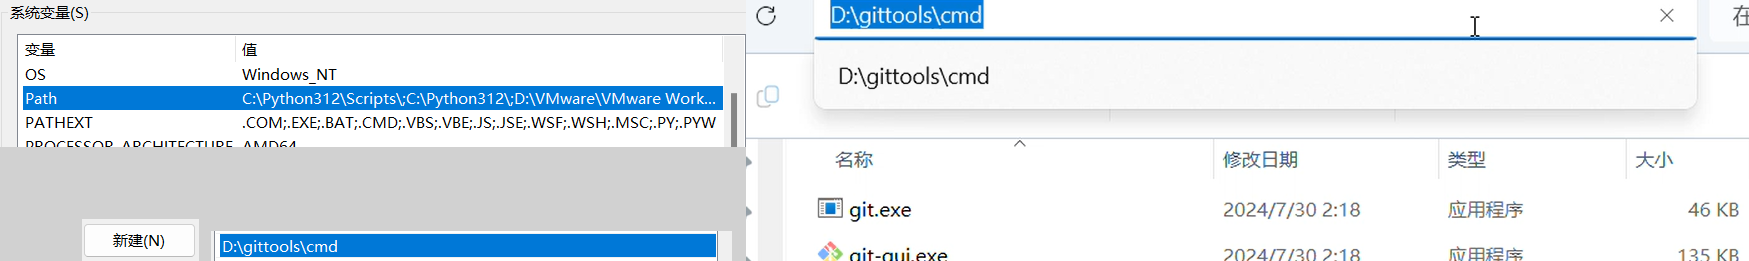 系统变量(S)
变量 值
OS Windows_NT
Path C:\Python312\Scripts\;C:\Python312\;D:\VMware\VMware Work...
PATHEXT .COM;.EXE;.BAT;.CMD;.VBS;.VBE;.JS;.JSE;.WSF;.WSH;.MSC;.PY;.PYW
PROCESSOR_ARCHITECTURE AMD64
新建(N)
D:\gittools\cmd
D:\gittools\cmd
在
D:\gittools\cmd
名称 修改日期 类型 大小
git.exe 2024/7/30 2:18 应用程序 46 KB
git-gui.exe 2024/7/30 2:18 应用程序 135 KB